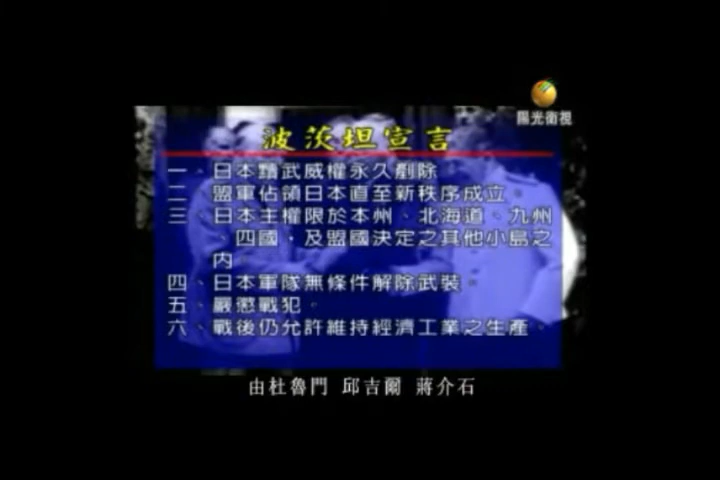 陽光衛視
波茨坦宣言
一、日本黷武威權永久剷除
二、盟軍佔領日本直至新秩序成立。
三、日本主權限於本州、北海道、九州
、四國，及盟國決定之其他小島之
內。
四、日本軍隊無條件解除武裝。
五、嚴懲戰犯。
六、戰後仍允許維持經濟工業之生產。
由杜魯門 邱吉爾 蔣介石